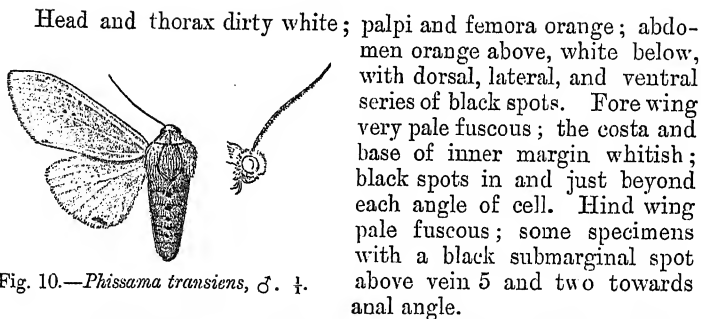 Head and thorax dirty white; palpi and femora orange; abdo-
men orange above, white below,
with dorsal, lateral, and ventral
series of black spots. Fore wing
very pale fuscous; the costa and
base of inner margin whitish;
black spots in and just beyond
each angle of cell. Hind wing
pale fuscous; some specimens
with a black submarginal spot
above vein 5 and two towards
anal angle.
Fig. 10.—Phissama transiens, ♂. 1/1.